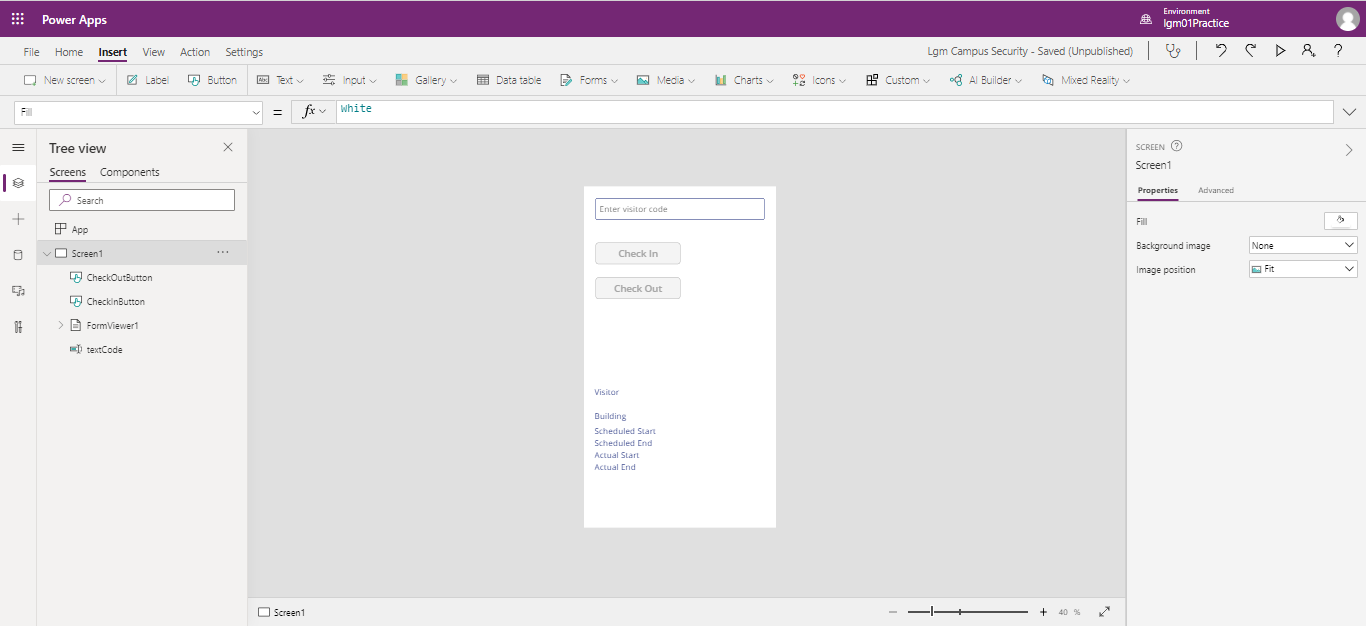 Power Apps
Environment
lgm01Practice
File Home Insert View Action Settings
Lgm Campus Security - Saved (Unpublished)
New screen Label Button Text Input Gallery Data table Forms Media Charts Icons Custom AI Builder Mixed Reality
Fill = fx White
Tree view
Screens Components
Search
App
Screen1
CheckOutButton
CheckInButton
FormViewer1
textCode
Enter visitor code
Check In
Check Out
Visitor
Building
Scheduled Start
Scheduled End
Actual Start
Actual End
SCREEN
Screen1
Properties Advanced
Fill
Background image None
Image position Fit
Screen1
40 %